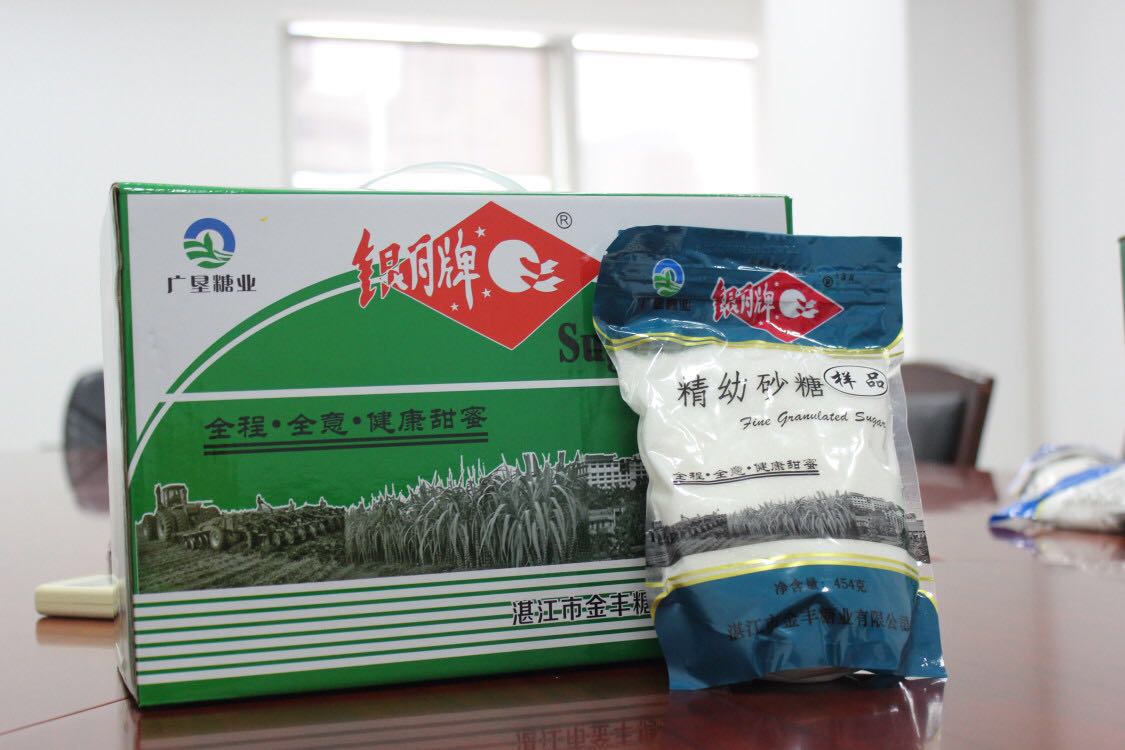 广垦糖业
银月牌
®
Su
全程·全意·健康甜蜜
湛江市金丰糖
广垦糖业
银月牌
®
精幼砂糖 样品
Fine Granulated Sugar
全程·全意·健康甜蜜
净含量：454克
湛江市金丰糖业有限公